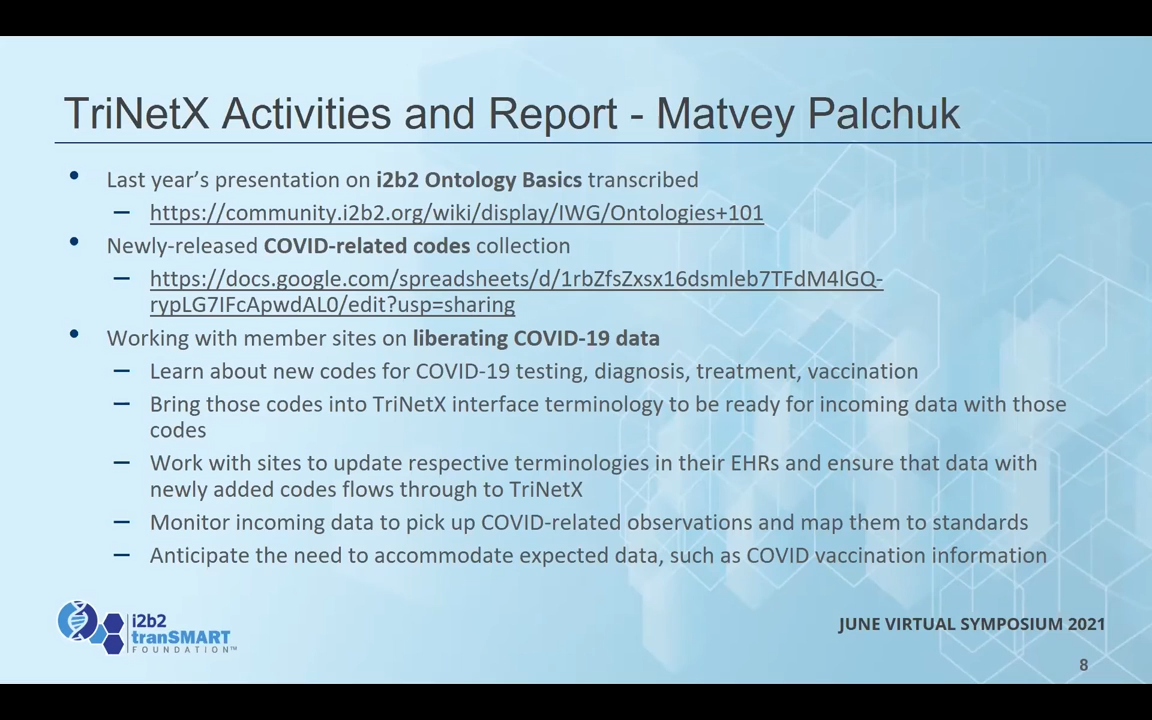 TriNetX Activities and Report - Matvey Palchuk
• Last year's presentation on i2b2 Ontology Basics transcribed
– https://community.i2b2.org/wiki/display/IWG/Ontologies+101
• Newly-released COVID-related codes collection
– https://docs.google.com/spreadsheets/d/1rbZfsZxsx16dsmleb7TFdM4lGQ-
rypLG7IFcApwdAL0/edit?usp=sharing
• Working with member sites on liberating COVID-19 data
– Learn about new codes for COVID-19 testing, diagnosis, treatment, vaccination
– Bring those codes into TriNetX interface terminology to be ready for incoming data with those
codes
– Work with sites to update respective terminologies in their EHRs and ensure that data with
newly added codes flows through to TriNetX
– Monitor incoming data to pick up COVID-related observations and map them to standards
– Anticipate the need to accommodate expected data, such as COVID vaccination information
i2b2
tranSMART
FOUNDATION™
JUNE VIRTUAL SYMPOSIUM 2021
8